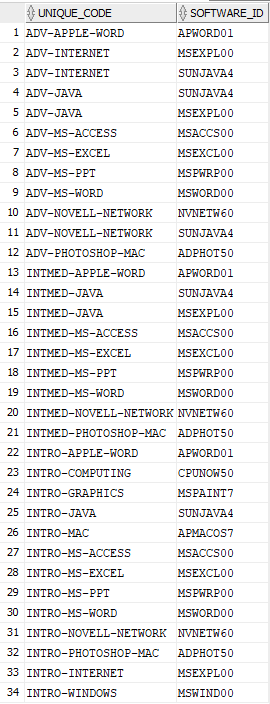 UNIQUE_CODE SOFTWARE_ID
1 ADV-APPLE-WORD APWORD01
2 ADV-INTERNET MSEXPL00
3 ADV-INTERNET SUNJAVA4
4 ADV-JAVA SUNJAVA4
5 ADV-JAVA MSEXPL00
6 ADV-MS-ACCESS MSACCS00
7 ADV-MS-EXCEL MSEXCL00
8 ADV-MS-PPT MSPWRP00
9 ADV-MS-WORD MSWORD00
10 ADV-NOVELL-NETWORK NVNETW60
11 ADV-NOVELL-NETWORK SUNJAVA4
12 ADV-PHOTOSHOP-MAC ADPHOT50
13 INTMED-APPLE-WORD APWORD01
14 INTMED-JAVA SUNJAVA4
15 INTMED-JAVA MSEXPL00
16 INTMED-MS-ACCESS MSACCS00
17 INTMED-MS-EXCEL MSEXCL00
18 INTMED-MS-PPT MSPWRP00
19 INTMED-MS-WORD MSWORD00
20 INTMED-NOVELL-NETWORK NVNETW60
21 INTMED-PHOTOSHOP-MAC ADPHOT50
22 INTRO-APPLE-WORD APWORD01
23 INTRO-COMPUTING CPUNOW50
24 INTRO-GRAPHICS MSPAINT7
25 INTRO-JAVA SUNJAVA4
26 INTRO-MAC APMACOS7
27 INTRO-MS-ACCESS MSACCS00
28 INTRO-MS-EXCEL MSEXCL00
29 INTRO-MS-PPT MSPWRP00
30 INTRO-MS-WORD MSWORD00
31 INTRO-NOVELL-NETWORK NVNETW60
32 INTRO-PHOTOSHOP-MAC ADPHOT50
33 INTRO-INTERNET MSEXPL00
34 INTRO-WINDOWS MSWIND00